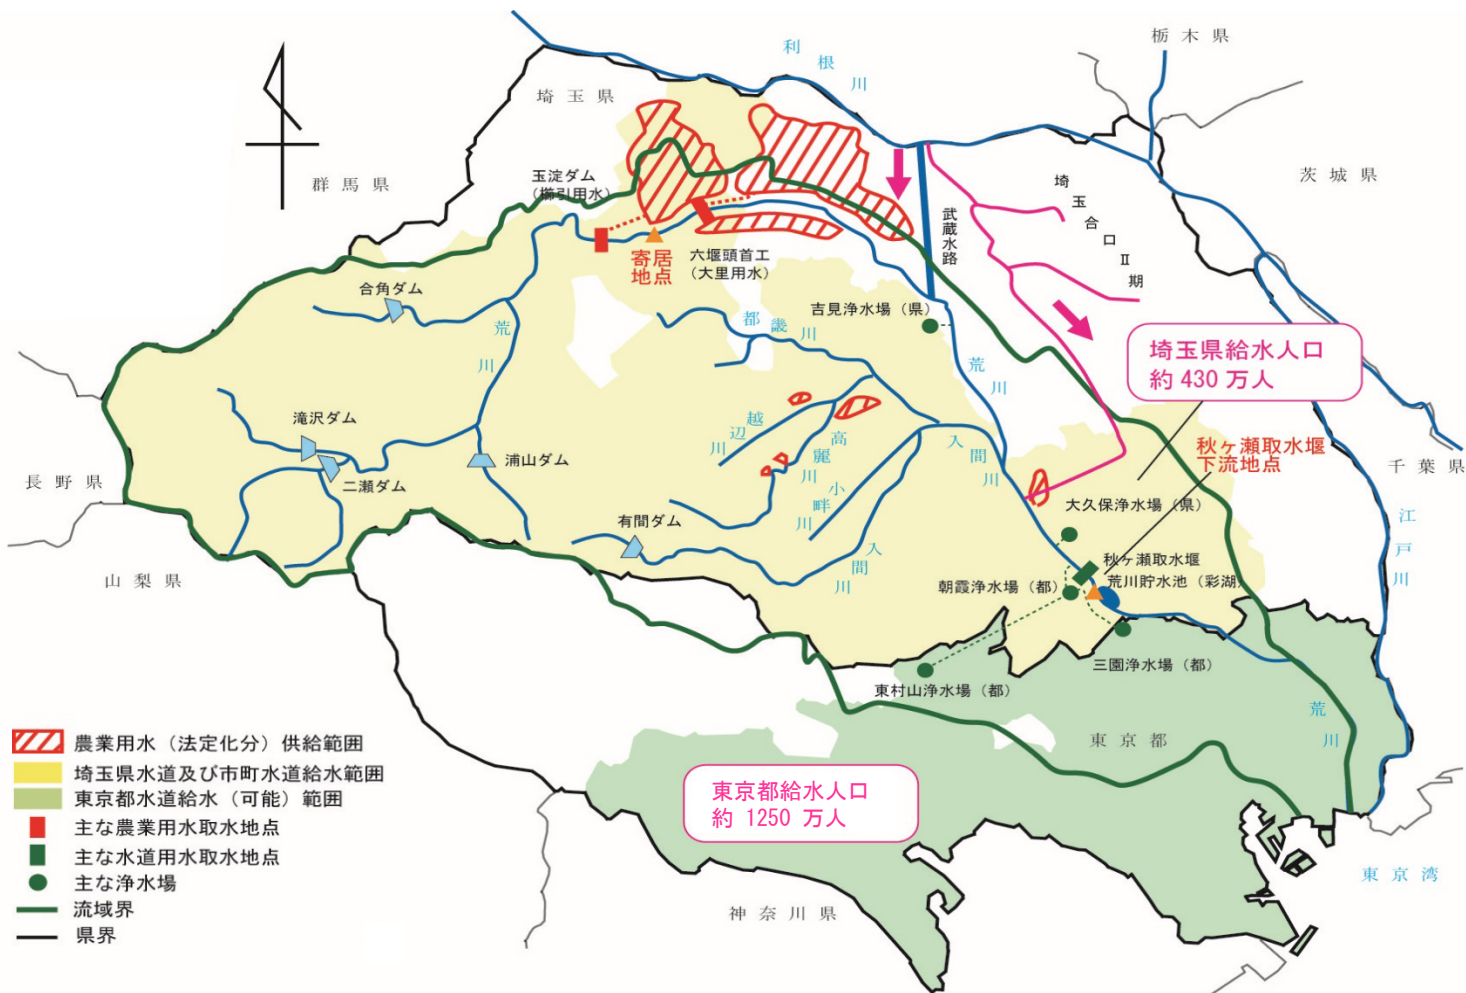 栃木県
利根川
埼玉県
群馬県
茨城県
玉淀ダム
（櫛引用水）
埼玉合口Ⅱ期
武蔵水路
寄居
地点
六堰頭首工
（大里用水）
合角ダム
荒川
吉見浄水場（県）
都畿川
荒川
埼玉県給水人口
約 430 万人
滝沢ダム
越辺川
高麗川
入間川
秋ヶ瀬取水堰
下流地点
浦山ダム
長野県
二瀬ダム
小畔川
千葉県
大久保浄水場（県）
有間ダム
江戸川
入間川
秋ヶ瀬取水堰
山梨県
朝霞浄水場（都）
荒川貯水池（彩湖）
三園浄水場（都）
東村山浄水場（都）
荒川
東京都
東京都給水人口
約 1250 万人
東京湾
神奈川県
農業用水（法定化分）供給範囲
埼玉県水道及び市町水道給水範囲
東京都水道給水（可能）範囲
主な農業用水取水地点
主な水道用水取水地点
主な浄水場
流域界
県界